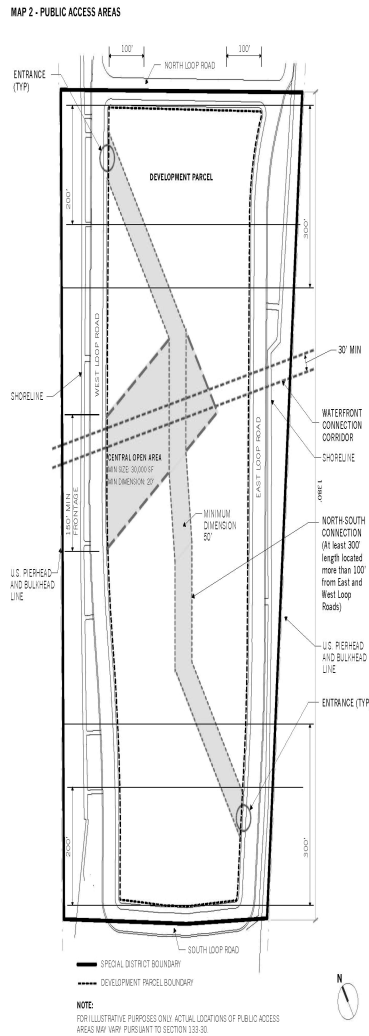 MAP 2 - PUBLIC ACCESS AREAS
100'
100'
NORTH LOOP ROAD
ENTRANCE
(TYP)
DEVELOPMENT PARCEL
200'
300'
WEST LOOP ROAD
30' MIN
SHORELINE
WATERFRONT
CONNECTION
CORRIDOR
EAST LOOP ROAD
SHORELINE
CENTRAL OPEN AREA
MIN SIZE: 30,000 SF
MIN DIMENSION: 20'
150' MIN
FRONTAGE
1380'
MINIMUM
DIMENSION
50'
NORTH-SOUTH
CONNECTION
(At least 300'
length located
more than 100'
from East and
West Loop
Roads)
U.S. PIERHEAD
AND BULKHEAD
LINE
U.S. PIERHEAD
AND BULKHEAD
LINE
ENTRANCE (TYP
200'
300'
SOUTH LOOP ROAD
SPECIAL DISTRICT BOUNDARY
DEVELOPMENT PARCEL BOUNDARY
N
NOTE:
FOR ILLUSTRATIVE PURPOSES ONLY. ACTUAL LOCATIONS OF PUBLIC ACCESS
AREAS MAY VARY PURSUANT TO SECTION 133-30.